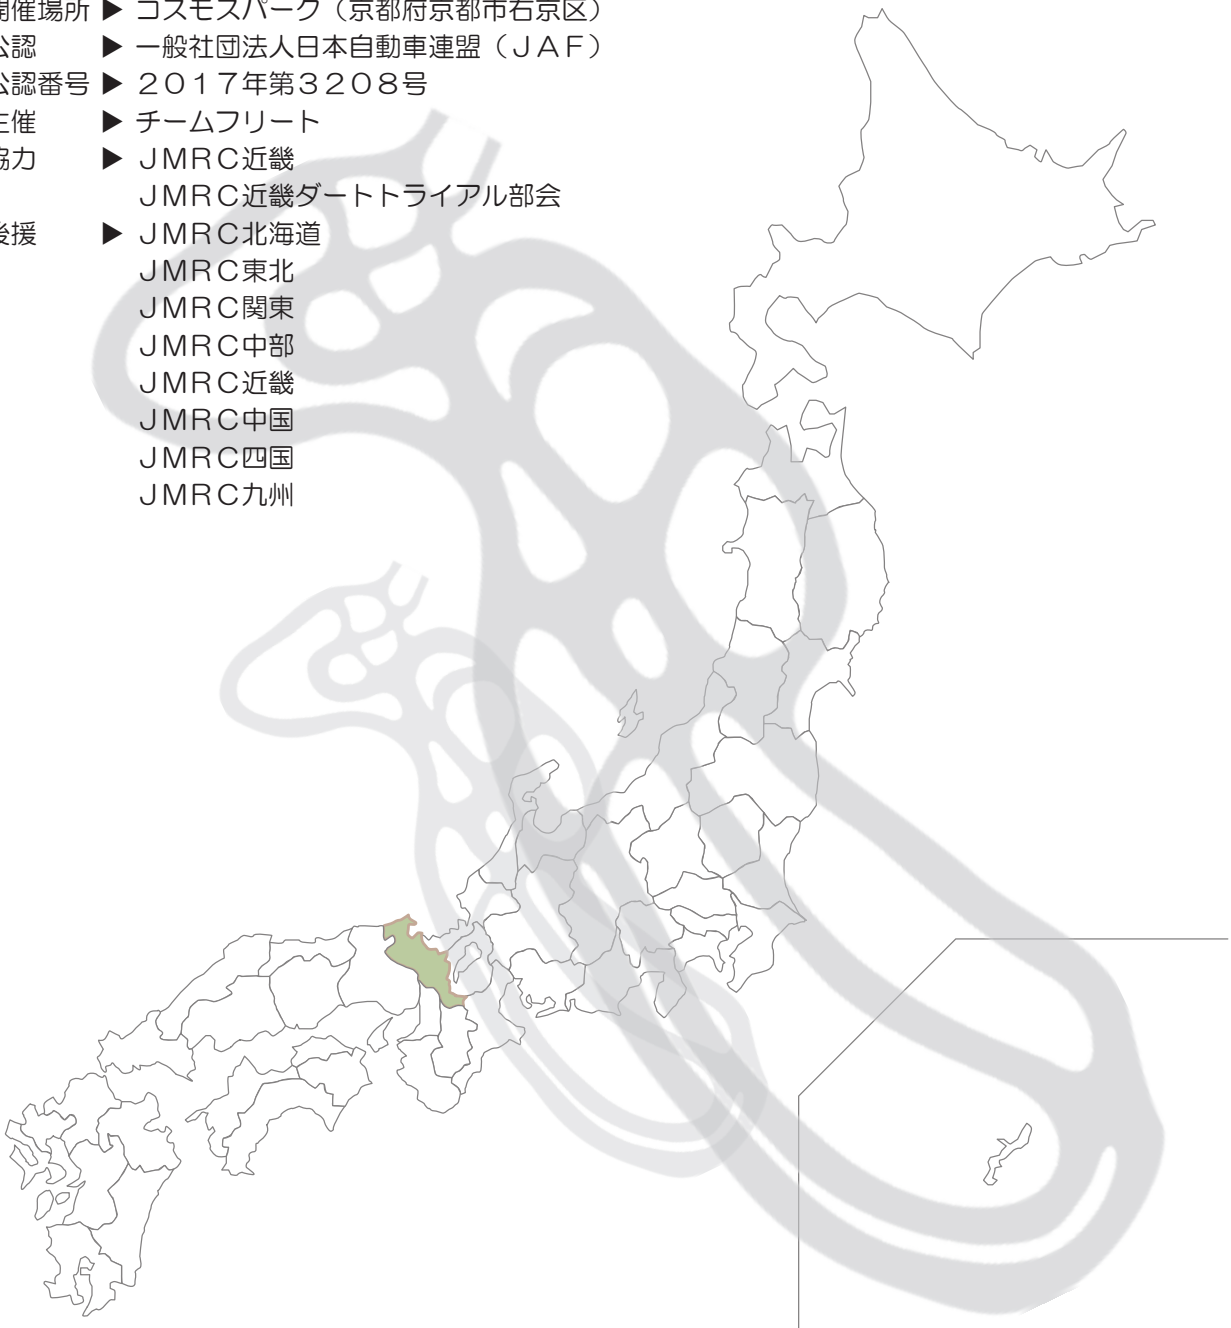 開催場所 ▶ コスモスパーク（京都府京都市右京区）
公認 ▶ 一般社団法人日本自動車連盟（ＪＡＦ）
公認番号 ▶ ２０１７年第３２０８号
主催 ▶ チームフリート
協力 ▶ ＪＭＲＣ近畿
ＪＭＲＣ近畿ダートトライアル部会
後援 ▶ ＪＭＲＣ北海道
ＪＭＲＣ東北
ＪＭＲＣ関東
ＪＭＲＣ中部
ＪＭＲＣ近畿
ＪＭＲＣ中国
ＪＭＲＣ四国
ＪＭＲＣ九州